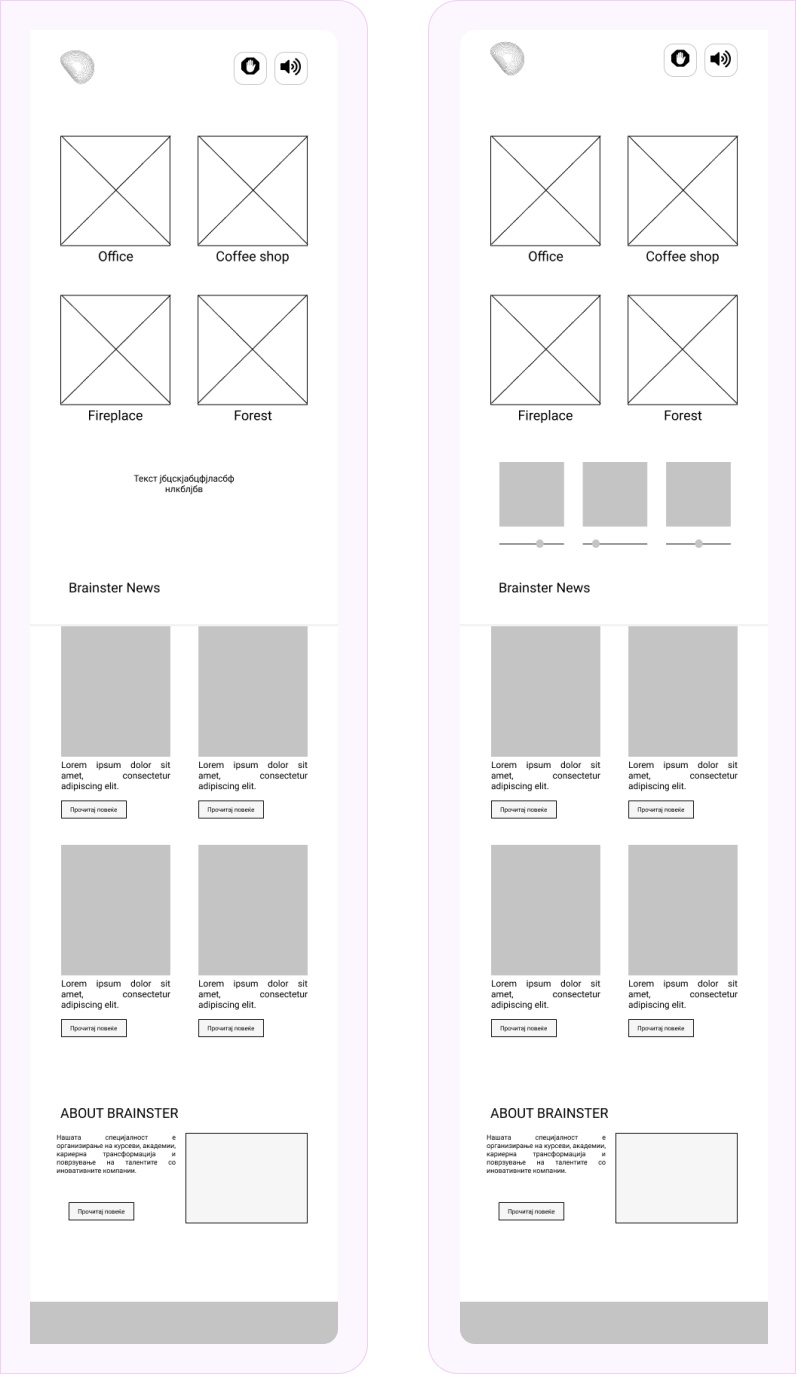 Office
Coffee shop
Fireplace
Forest
Текст јбцскјабцфјласбф
нлкблјбв
Brainster News
Lorem ipsum dolor sit
amet, consectetur
adipiscing elit.
Прочитај повеќе
Lorem ipsum dolor sit
amet, consectetur
adipiscing elit.
Прочитај повеќе
Lorem ipsum dolor sit
amet, consectetur
adipiscing elit.
Прочитај повеќе
Lorem ipsum dolor sit
amet, consectetur
adipiscing elit.
Прочитај повеќе
ABOUT BRAINSTER
Нашата специјалност е
организирање на курсеви, академии,
кариерна трансформација и
поврзување на талентите со
иновативните компании.
Прочитај повеќе
Office
Coffee shop
Fireplace
Forest
Brainster News
Lorem ipsum dolor sit
amet, consectetur
adipiscing elit.
Прочитај повеќе
Lorem ipsum dolor sit
amet, consectetur
adipiscing elit.
Прочитај повеќе
Lorem ipsum dolor sit
amet, consectetur
adipiscing elit.
Прочитај повеќе
Lorem ipsum dolor sit
amet, consectetur
adipiscing elit.
Прочитај повеќе
ABOUT BRAINSTER
Нашата специјалност е
организирање на курсеви, академии,
кариерна трансформација и
поврзување на талентите со
иновативните компании.
Прочитај повеќе